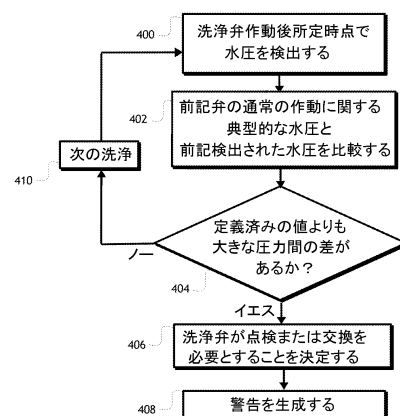 400
洗浄弁作動後所定時点で
水圧を検出する
402
前記弁の通常の作動に関する
典型的な水圧と
前記検出された水圧を比較する
410
次の洗浄
404
定義済みの値よりも
大きな圧力間の差が
あるか？
ノー
イエス
406
洗浄弁が点検または交換を
必要とすることを決定する
408
警告を生成する